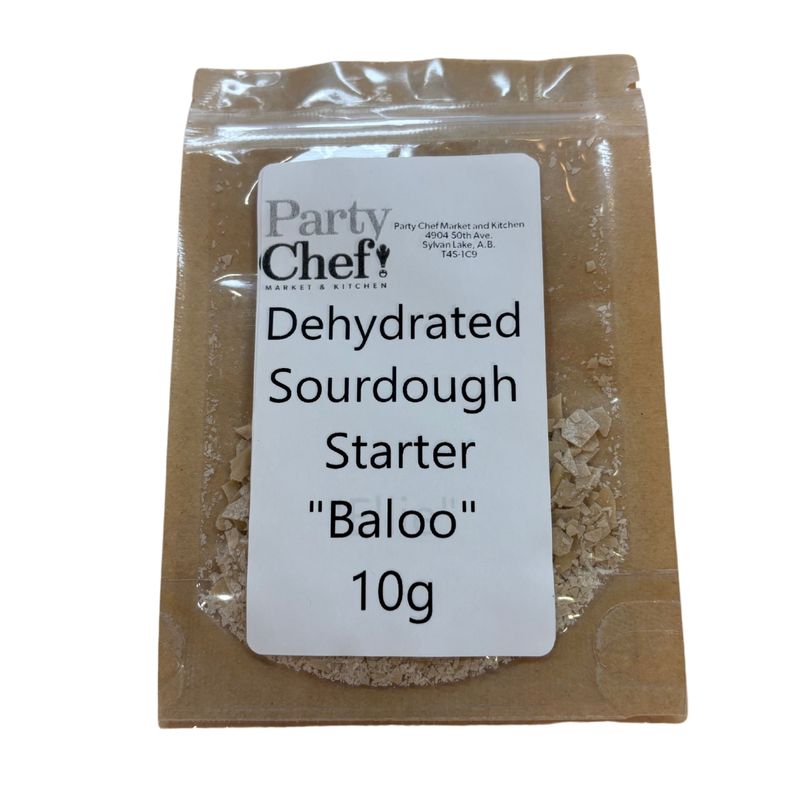 Party
Chef!
MARKET & KITCHEN
Party Chef Market and Kitchen
4904 50th Ave.
Sylvan Lake, A.B.
T4S-1C9
Dehydrated
Sourdough
Starter
"Baloo"
10g